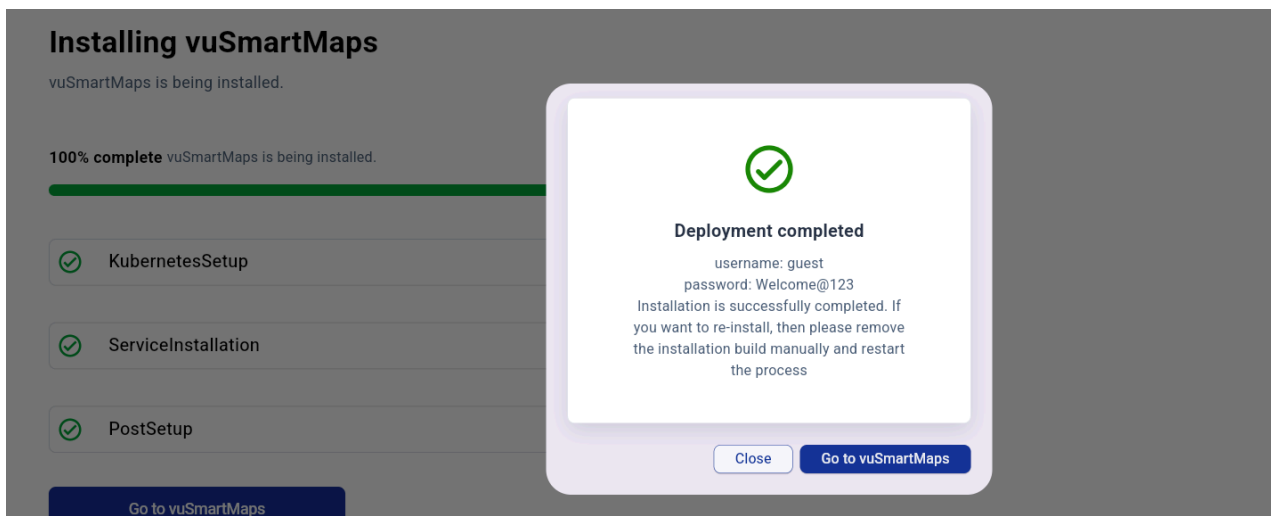 Installing vuSmartMaps
vuSmartMaps is being installed.
100% complete vuSmartMaps is being installed.
KubernetesSetup
ServiceInstallation
PostSetup
Go to vuSmartMaps
Deployment completed
username: guest
password: Welcome@123
Installation is successfully completed. If
you want to re-install, then please remove
the installation build manually and restart
the process
Close
Go to vuSmartMaps